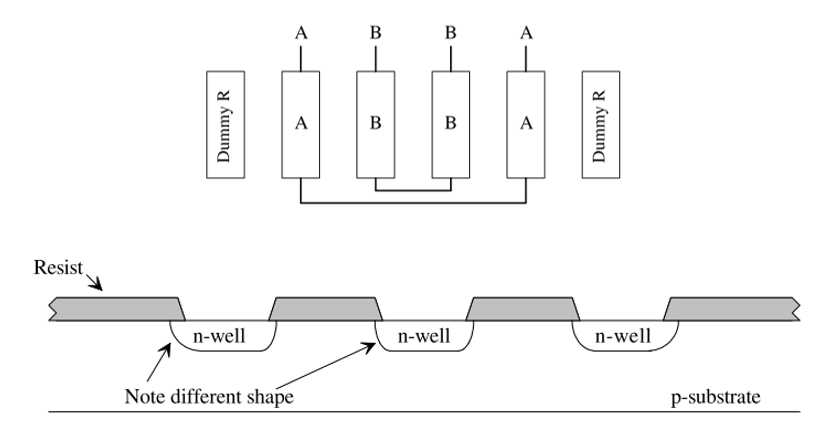 A B B A
Dummy R A B B A Dummy R
Resist
n-well n-well n-well
Note different shape
p-substrate